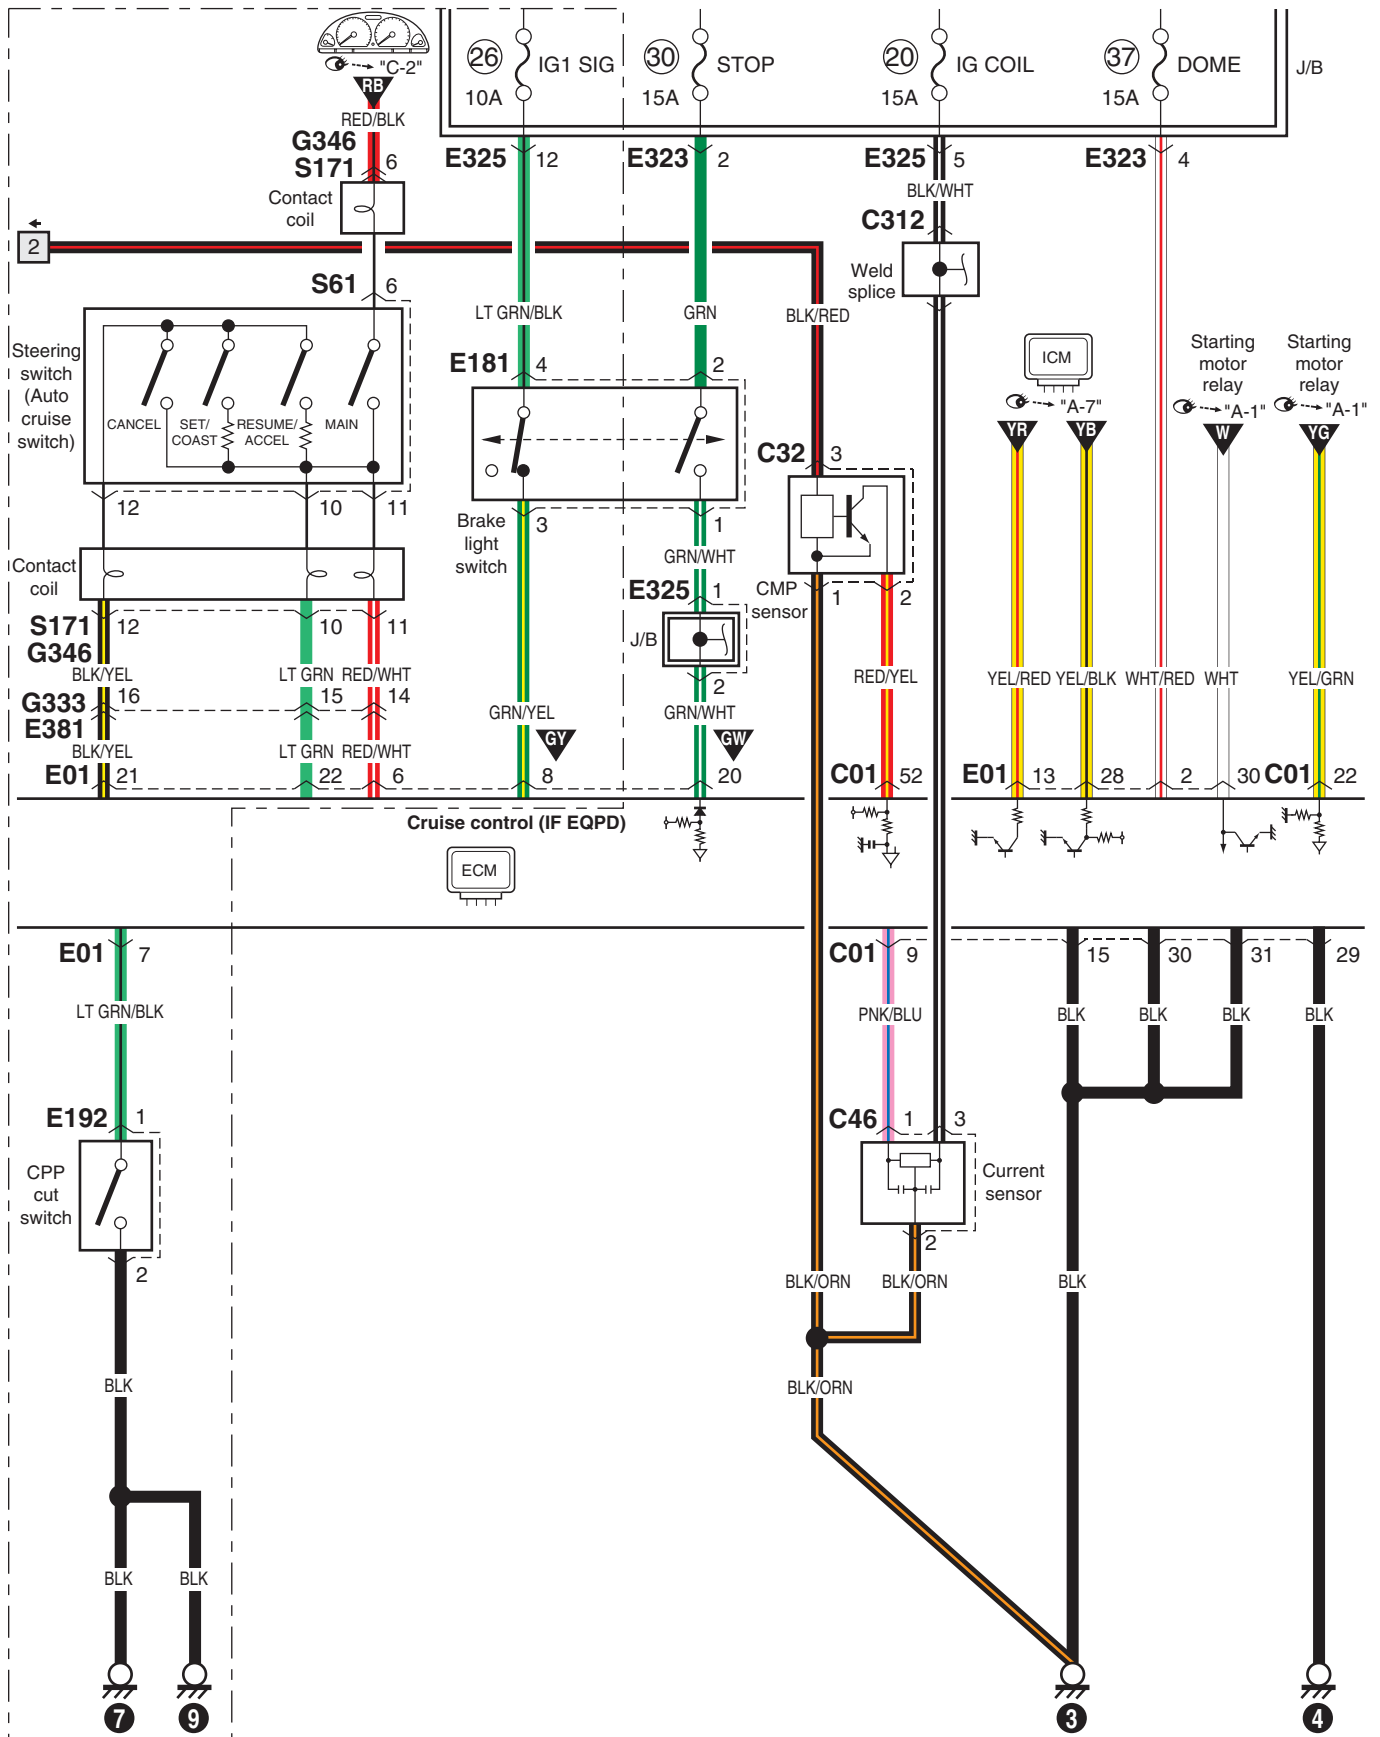 26 IG1 SIG 10A
30 STOP 15A
20 IG COIL 15A
37 DOME 15A
J/B
"C-2"
RB
RED/BLK
G346
S171 6
Contact
coil
E325 12
E323 2
E325 5
E323 4
BLK/WHT
C312
2
Weld
splice
S61 6
LT GRN/BLK
GRN
BLK/RED
Steering
switch
(Auto
cruise
switch)
CANCEL
SET/
COAST
RESUME/
ACCEL
MAIN
E181 4 2
ICM
"A-7"
Starting
motor
relay
"A-1"
Starting
motor
relay
"A-1"
YR YB W YG
C32 3
12 10 11
Brake
light
switch
3 1
GRN/WHT
Contact
coil
E325 1
CMP
sensor
1 2
S171 12 10 11
G346
J/B
BLK/YEL LT GRN RED/WHT
2
RED/YEL
YEL/RED YEL/BLK WHT/RED WHT YEL/GRN
G333 16 15 14
E381
GRN/YEL
GRN/WHT
GY GW
BLK/YEL LT GRN RED/WHT
E01 21 22 6 8 20
C01 52
E01 13 28 2 30
C01 22
Cruise control (IF EQPD)
ECM
E01 7
C01 9 15 30 31 29
LT GRN/BLK
PNK/BLU
BLK BLK BLK BLK
E192 1
C46 1 3
CPP
cut
switch
Current
sensor
2
2
BLK/ORN BLK/ORN
BLK
BLK
BLK/ORN
BLK BLK
7 9 3 4